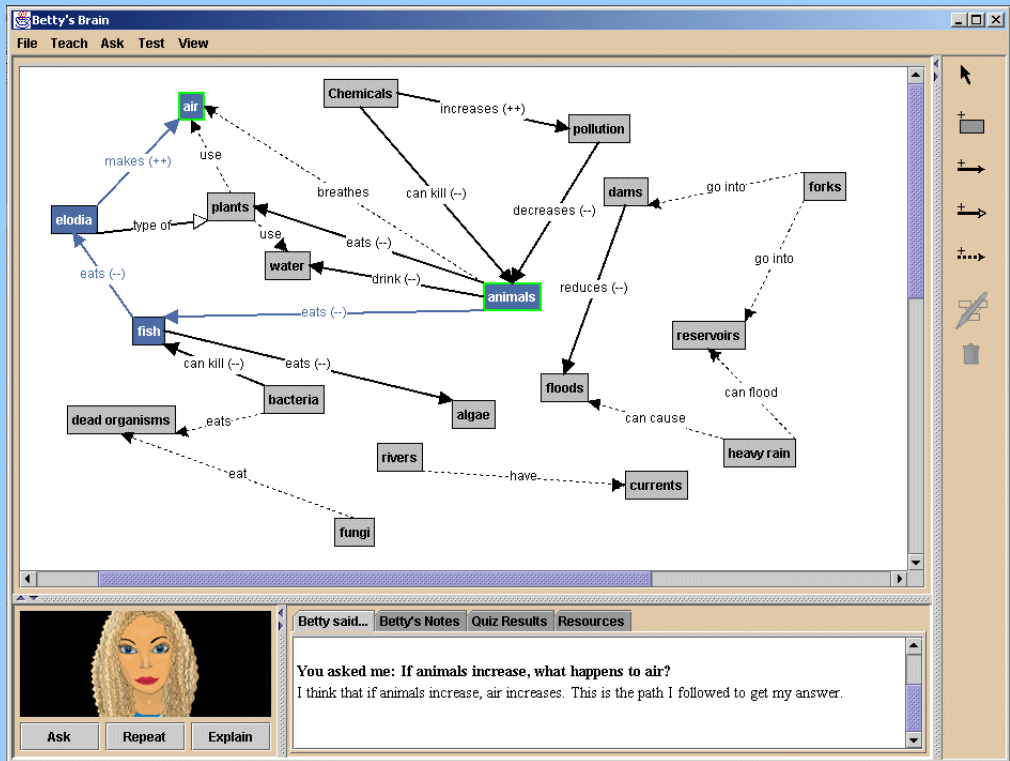 Betty's Brain
File Teach Ask Test View
air
Chemicals
increases (++)
pollution
makes (++)
use
breathes
can kill (--)
dams
go into
forks
elodia
type of
plants
decreases (--)
use
eats (--)
water
go into
eats (--)
drink (--)
animals
reduces (--)
eats (--)
fish
reservoirs
can kill (--)
eats (--)
floods
can flood
bacteria
dead organisms
eats
algae
can cause
heavy rain
rivers
eat
have
currents
fungi
Betty said... Betty's Notes Quiz Results Resources
You asked me: If animals increase, what happens to air?
I think that if animals increase, air increases. This is the path I followed to get my answer.
Ask Repeat Explain